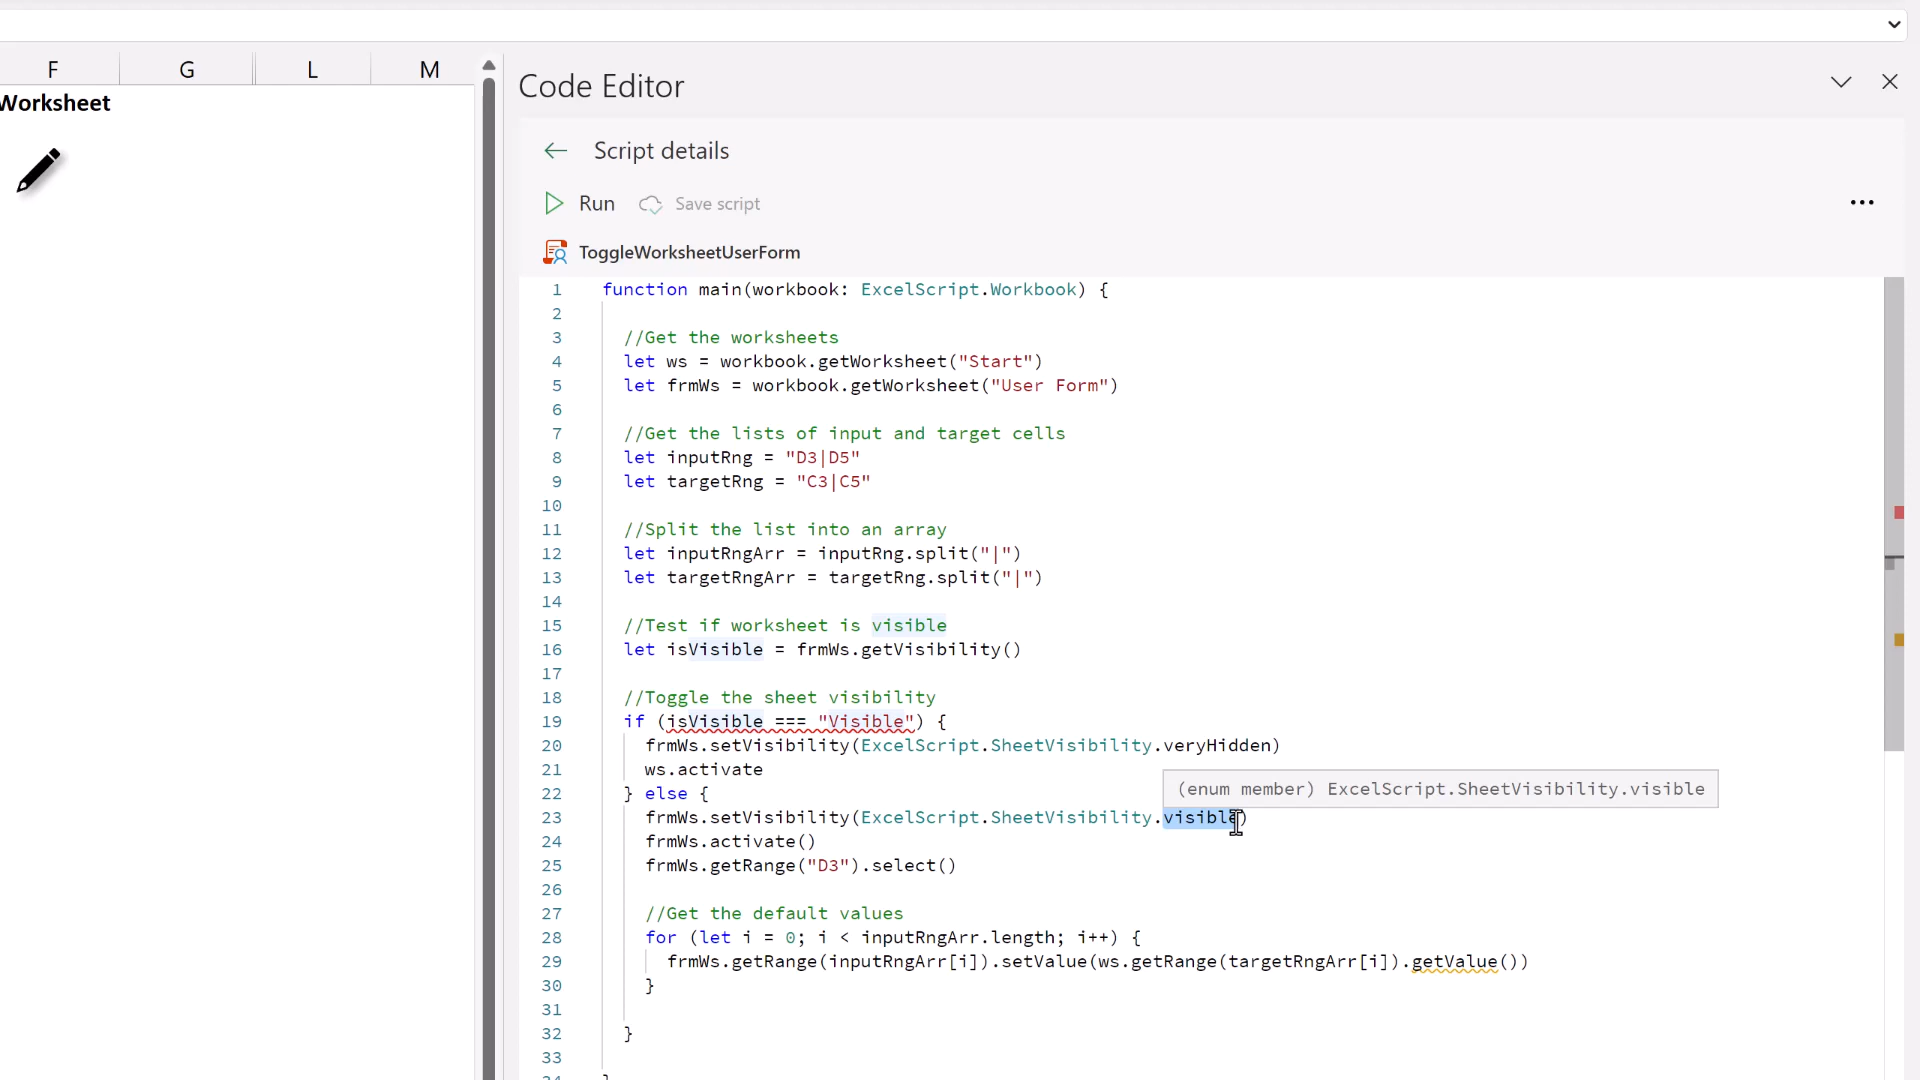 F G L M
Worksheet
Code Editor
Script details
Run Save script
ToggleWorksheetUserForm
1 function main(workbook: ExcelScript.Workbook) {
2
3 //Get the worksheets
4 let ws = workbook.getWorksheet("Start")
5 let frmWs = workbook.getWorksheet("User Form")
6
7 //Get the lists of input and target cells
8 let inputRng = "D3|D5"
9 let targetRng = "C3|C5"
10
11 //Split the list into an array
12 let inputRngArr = inputRng.split("|")
13 let targetRngArr = targetRng.split("|")
14
15 //Test if worksheet is visible
16 let isVisible = frmWs.getVisibility()
17
18 //Toggle the sheet visibility
19 if (isVisible === "Visible") {
20 frmWs.setVisibility(ExcelScript.SheetVisibility.veryHidden)
21 ws.activate
(enum member) ExcelScript.SheetVisibility.visible
22 } else {
23 frmWs.setVisibility(ExcelScript.SheetVisibility.visible)
24 frmWs.activate()
25 frmWs.getRange("D3").select()
26
27 //Get the default values
28 for (let i = 0; i < inputRngArr.length; i++) {
29 frmWs.getRange(inputRngArr[i]).setValue(ws.getRange(targetRngArr[i]).getValue())
30 }
31
32 }
33